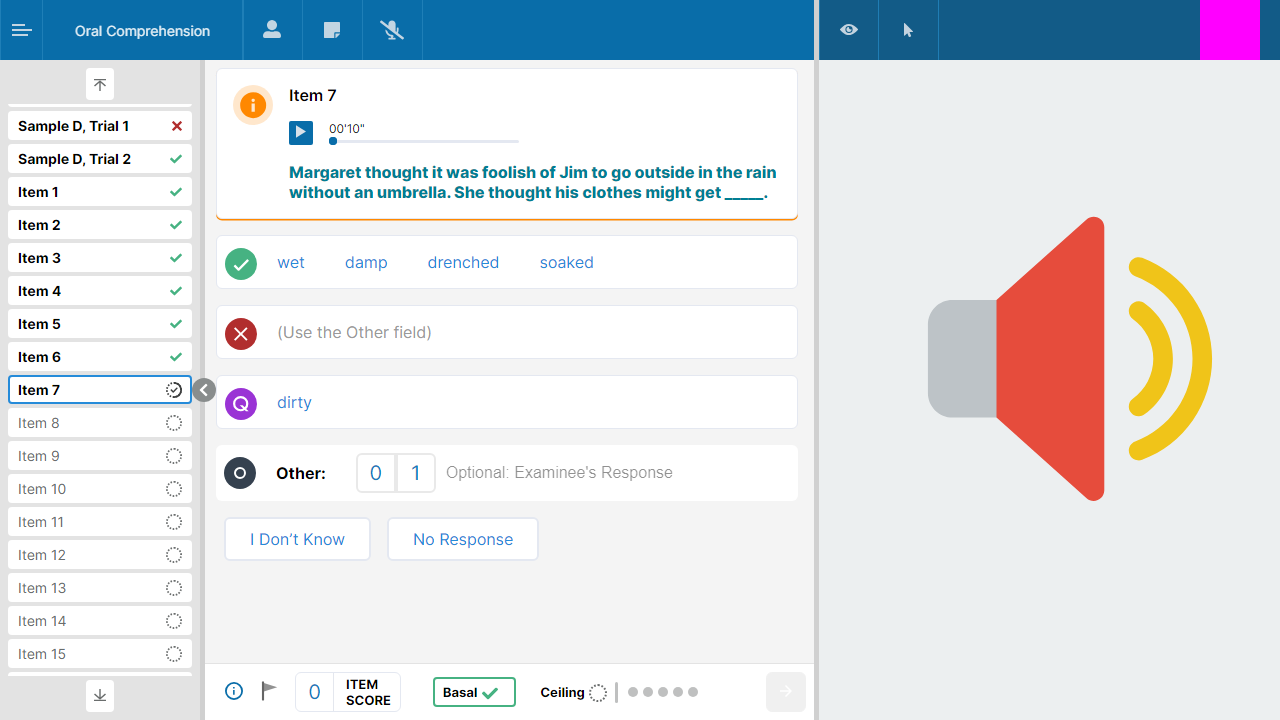 Oral Comprehension
Sample D, Trial 1
Sample D, Trial 2
Item 1
Item 2
Item 3
Item 4
Item 5
Item 6
Item 7
Item 8
Item 9
Item 10
Item 11
Item 12
Item 13
Item 14
Item 15
Item 7
00'10"
Margaret thought it was foolish of Jim to go outside in the rain
without an umbrella. She thought his clothes might get _____.
wet damp drenched soaked
(Use the Other field)
Q dirty
Other: 0 1 Optional: Examinee's Response
I Don’t Know No Response
0 ITEM
SCORE
Basal Ceiling